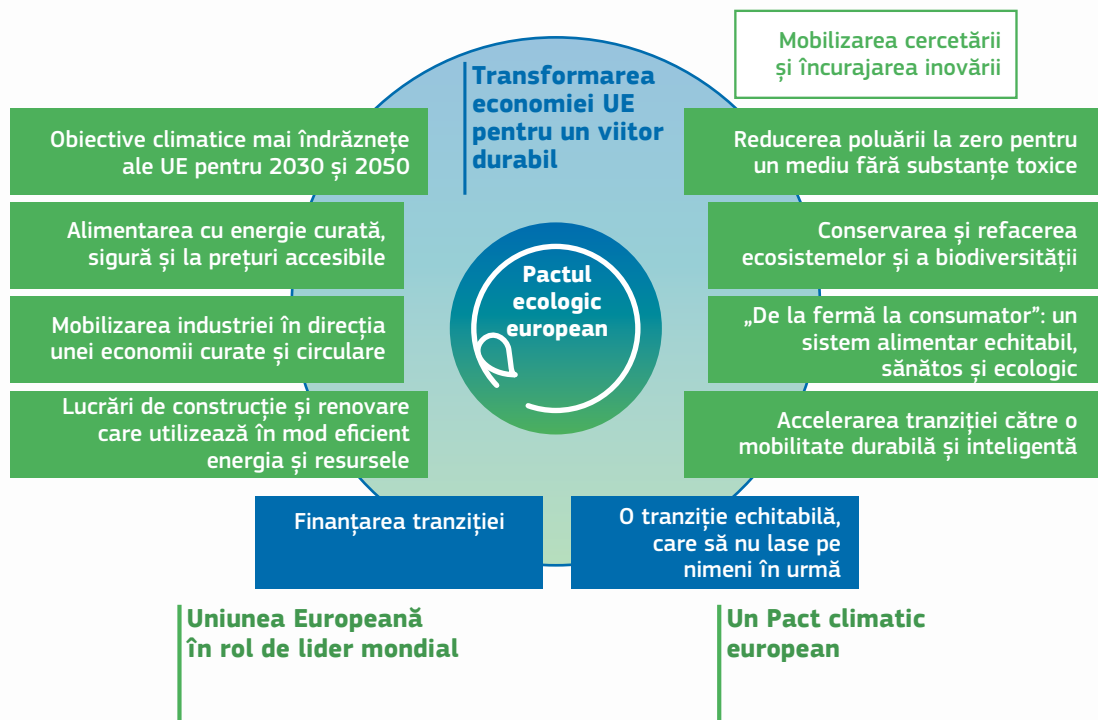 Mobilizarea cercetării
și încurajarea inovării
Transformarea
economiei UE
pentru un viitor
durabil
Obiective climatice mai îndrăznețe
ale UE pentru 2030 și 2050
Reducerea poluării la zero pentru
un mediu fără substanțe toxice
Alimentarea cu energie curată,
sigură și la prețuri accesibile
Conservarea și refacerea
ecosistemelor și a biodiversității
Pactul
ecologic
european
Mobilizarea industriei în direcția
unei economii curate și circulare
„De la fermă la consumator”: un
sistem alimentar echitabil,
sănătos și ecologic
Lucrări de construcție și renovare
care utilizează în mod eficient
energia și resursele
Accelerarea tranziției către o
mobilitate durabilă și inteligentă
Finanțarea tranziției
O tranziție echitabilă,
care să nu lase pe
nimeni în urmă
Uniunea Europeană
în rol de lider mondial
Un Pact climatic
european